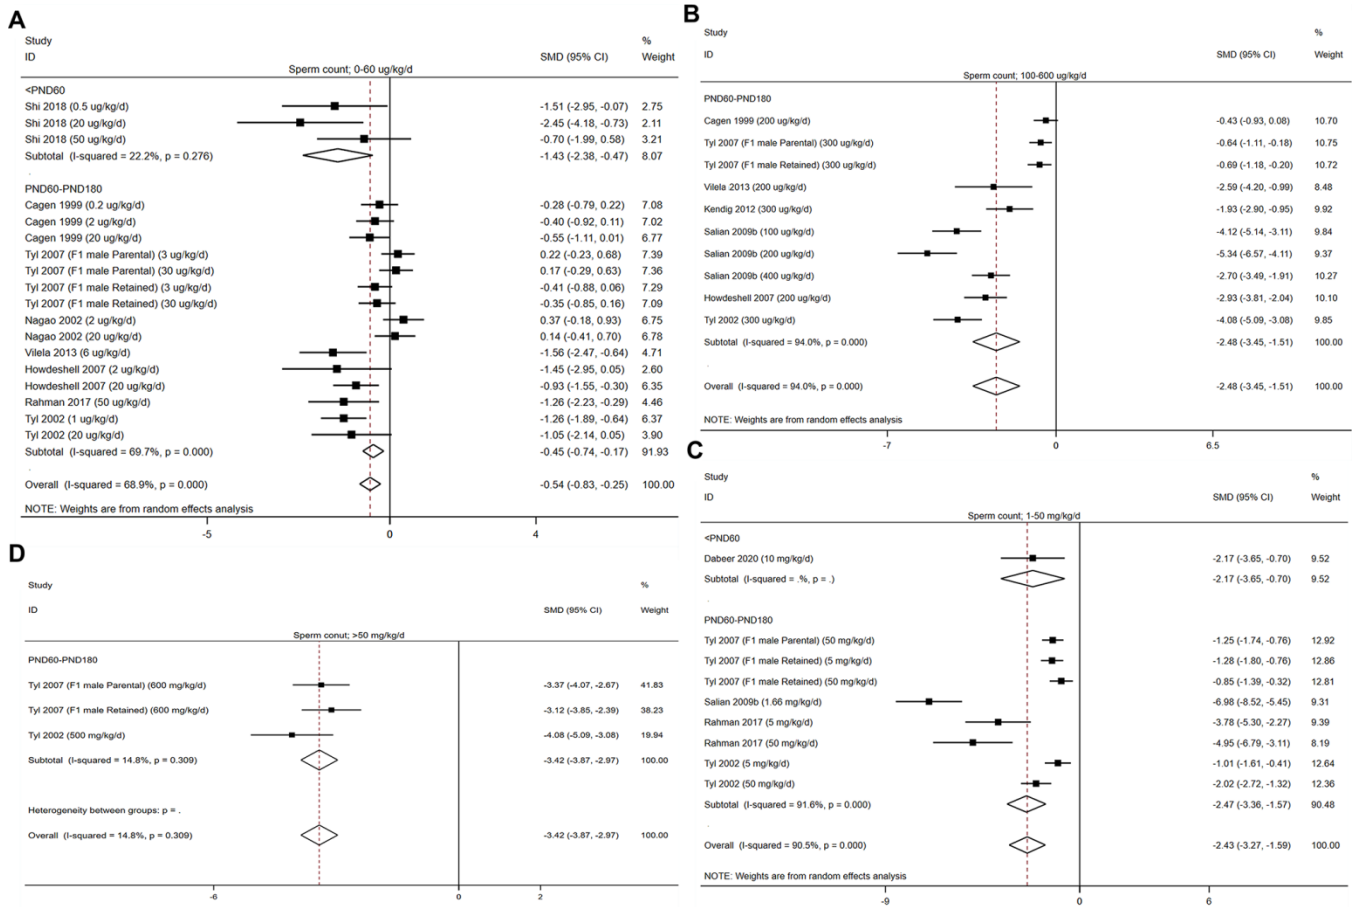 A
Study %
ID SMD (95% CI) Weight
Sperm count; 0-60 ug/kg/d
<PND60
Shi 2018 (0.5 ug/kg/d) -1.51 (-2.95, -0.07) 2.75
Shi 2018 (20 ug/kg/d) -2.45 (-4.18, -0.73) 2.11
Shi 2018 (50 ug/kg/d) -0.70 (-1.99, 0.58) 3.21
Subtotal (I-squared = 22.2%, p = 0.276) -1.43 (-2.38, -0.47) 8.07
.
PND60-PND180
Cagen 1999 (0.2 ug/kg/d) -0.28 (-0.79, 0.22) 7.08
Cagen 1999 (2 ug/kg/d) -0.40 (-0.92, 0.11) 7.02
Cagen 1999 (20 ug/kg/d) -0.55 (-1.11, 0.01) 6.77
Tyl 2007 (F1 male Parental) (3 ug/kg/d) 0.22 (-0.23, 0.68) 7.39
Tyl 2007 (F1 male Parental) (30 ug/kg/d) 0.17 (-0.29, 0.63) 7.36
Tyl 2007 (F1 male Retained) (3 ug/kg/d) -0.41 (-0.88, 0.06) 7.29
Tyl 2007 (F1 male Retained) (30 ug/kg/d) -0.35 (-0.85, 0.16) 7.09
Nagao 2002 (2 ug/kg/d) 0.37 (-0.18, 0.93) 6.75
Nagao 2002 (20 ug/kg/d) 0.14 (-0.41, 0.70) 6.78
Vilela 2013 (6 ug/kg/d) -1.56 (-2.47, -0.64) 4.71
Howdeshell 2007 (2 ug/kg/d) -1.45 (-2.95, 0.05) 2.60
Howdeshell 2007 (20 ug/kg/d) -0.93 (-1.55, -0.30) 6.35
Rahman 2017 (50 ug/kg/d) -1.26 (-2.23, -0.29) 4.46
Tyl 2002 (1 ug/kg/d) -1.26 (-1.89, -0.64) 6.37
Tyl 2002 (20 ug/kg/d) -1.05 (-2.14, 0.05) 3.90
Subtotal (I-squared = 69.7%, p = 0.000) -0.45 (-0.74, -0.17) 91.93
.
Overall (I-squared = 68.9%, p = 0.000) -0.54 (-0.83, -0.25) 100.00
NOTE: Weights are from random effects analysis
-5 0 4
B
Study %
ID SMD (95% CI) Weight
Sperm count; 100-600 ug/kg/d
PND60-PND180
Cagen 1999 (200 ug/kg/d) -0.43 (-0.93, 0.08) 10.70
Tyl 2007 (F1 male Parental) (300 ug/kg/d) -0.64 (-1.11, -0.18) 10.75
Tyl 2007 (F1 male Retained) (300 ug/kg/d) -0.69 (-1.18, -0.20) 10.72
Vilela 2013 (200 ug/kg/d) -2.59 (-4.20, -0.99) 8.48
Kendig 2012 (300 ug/kg/d) -1.93 (-2.90, -0.95) 9.92
Salian 2009b (100 ug/kg/d) -4.12 (-5.14, -3.11) 9.84
Salian 2009b (200 ug/kg/d) -5.34 (-6.57, -4.11) 9.37
Salian 2009b (400 ug/kg/d) -2.70 (-3.49, -1.91) 10.27
Howdeshell 2007 (200 ug/kg/d) -2.93 (-3.81, -2.04) 10.10
Tyl 2002 (300 ug/kg/d) -4.08 (-5.09, -3.08) 9.85
Subtotal (I-squared = 94.0%, p = 0.000) -2.48 (-3.45, -1.51) 100.00
.
Overall (I-squared = 94.0%, p = 0.000) -2.48 (-3.45, -1.51) 100.00
NOTE: Weights are from random effects analysis
-7 0 6.5
C
Study %
ID SMD (95% CI) Weight
Sperm count; 1-50 mg/kg/d
<PND60
Dabeer 2020 (10 mg/kg/d) -2.17 (-3.65, -0.70) 9.52
Subtotal (I-squared = .%, p = .) -2.17 (-3.65, -0.70) 9.52
.
PND60-PND180
Tyl 2007 (F1 male Parental) (50 mg/kg/d) -1.25 (-1.74, -0.76) 12.92
Tyl 2007 (F1 male Retained) (5 mg/kg/d) -1.28 (-1.80, -0.76) 12.86
Tyl 2007 (F1 male Retained) (50 mg/kg/d) -0.85 (-1.39, -0.32) 12.81
Salian 2009b (1.66 mg/kg/d) -6.98 (-8.52, -5.45) 9.31
Rahman 2017 (5 mg/kg/d) -3.78 (-5.30, -2.27) 9.39
Rahman 2017 (50 mg/kg/d) -4.95 (-6.79, -3.11) 8.19
Tyl 2002 (5 mg/kg/d) -1.01 (-1.61, -0.41) 12.64
Tyl 2002 (50 mg/kg/d) -2.02 (-2.72, -1.32) 12.36
Subtotal (I-squared = 91.6%, p = 0.000) -2.47 (-3.36, -1.57) 90.48
.
Overall (I-squared = 90.5%, p = 0.000) -2.43 (-3.27, -1.59) 100.00
NOTE: Weights are from random effects analysis
-9 0 6
D
Study %
ID SMD (95% CI) Weight
Sperm conut; >50 mg/kg/d
PND60-PND180
Tyl 2007 (F1 male Parental) (600 mg/kg/d) -3.37 (-4.07, -2.67) 41.83
Tyl 2007 (F1 male Retained) (600 mg/kg/d) -3.12 (-3.85, -2.39) 38.23
Tyl 2002 (500 mg/kg/d) -4.08 (-5.09, -3.08) 19.94
Subtotal (I-squared = 14.8%, p = 0.309) -3.42 (-3.87, -2.97) 100.00
Heterogeneity between groups: p = .
Overall (I-squared = 14.8%, p = 0.309) -3.42 (-3.87, -2.97) 100.00
-6 0 2